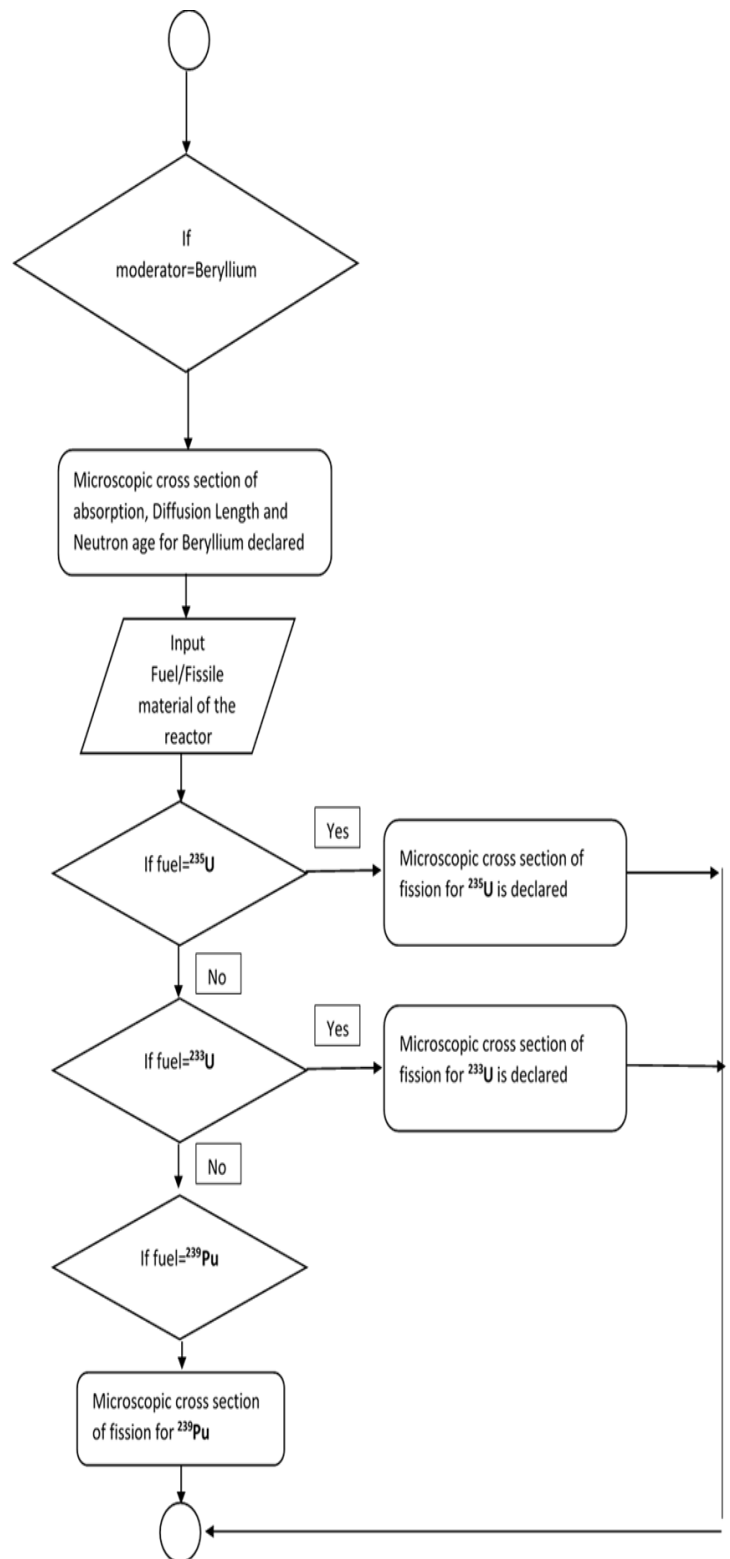 If
moderator=Beryllium
Microscopic cross section of
absorption, Diffusion Length and
Neutron age for Beryllium declared
Input
Fuel/Fissile
material of the
reactor
If fuel=²³⁵U
Yes
Microscopic cross section of
fission for ²³⁵U is declared
No
If fuel=²³³U
Yes
Microscopic cross section of
fission for ²³³U is declared
No
If fuel=²³⁹Pu
Microscopic cross section
of fission for ²³⁹Pu